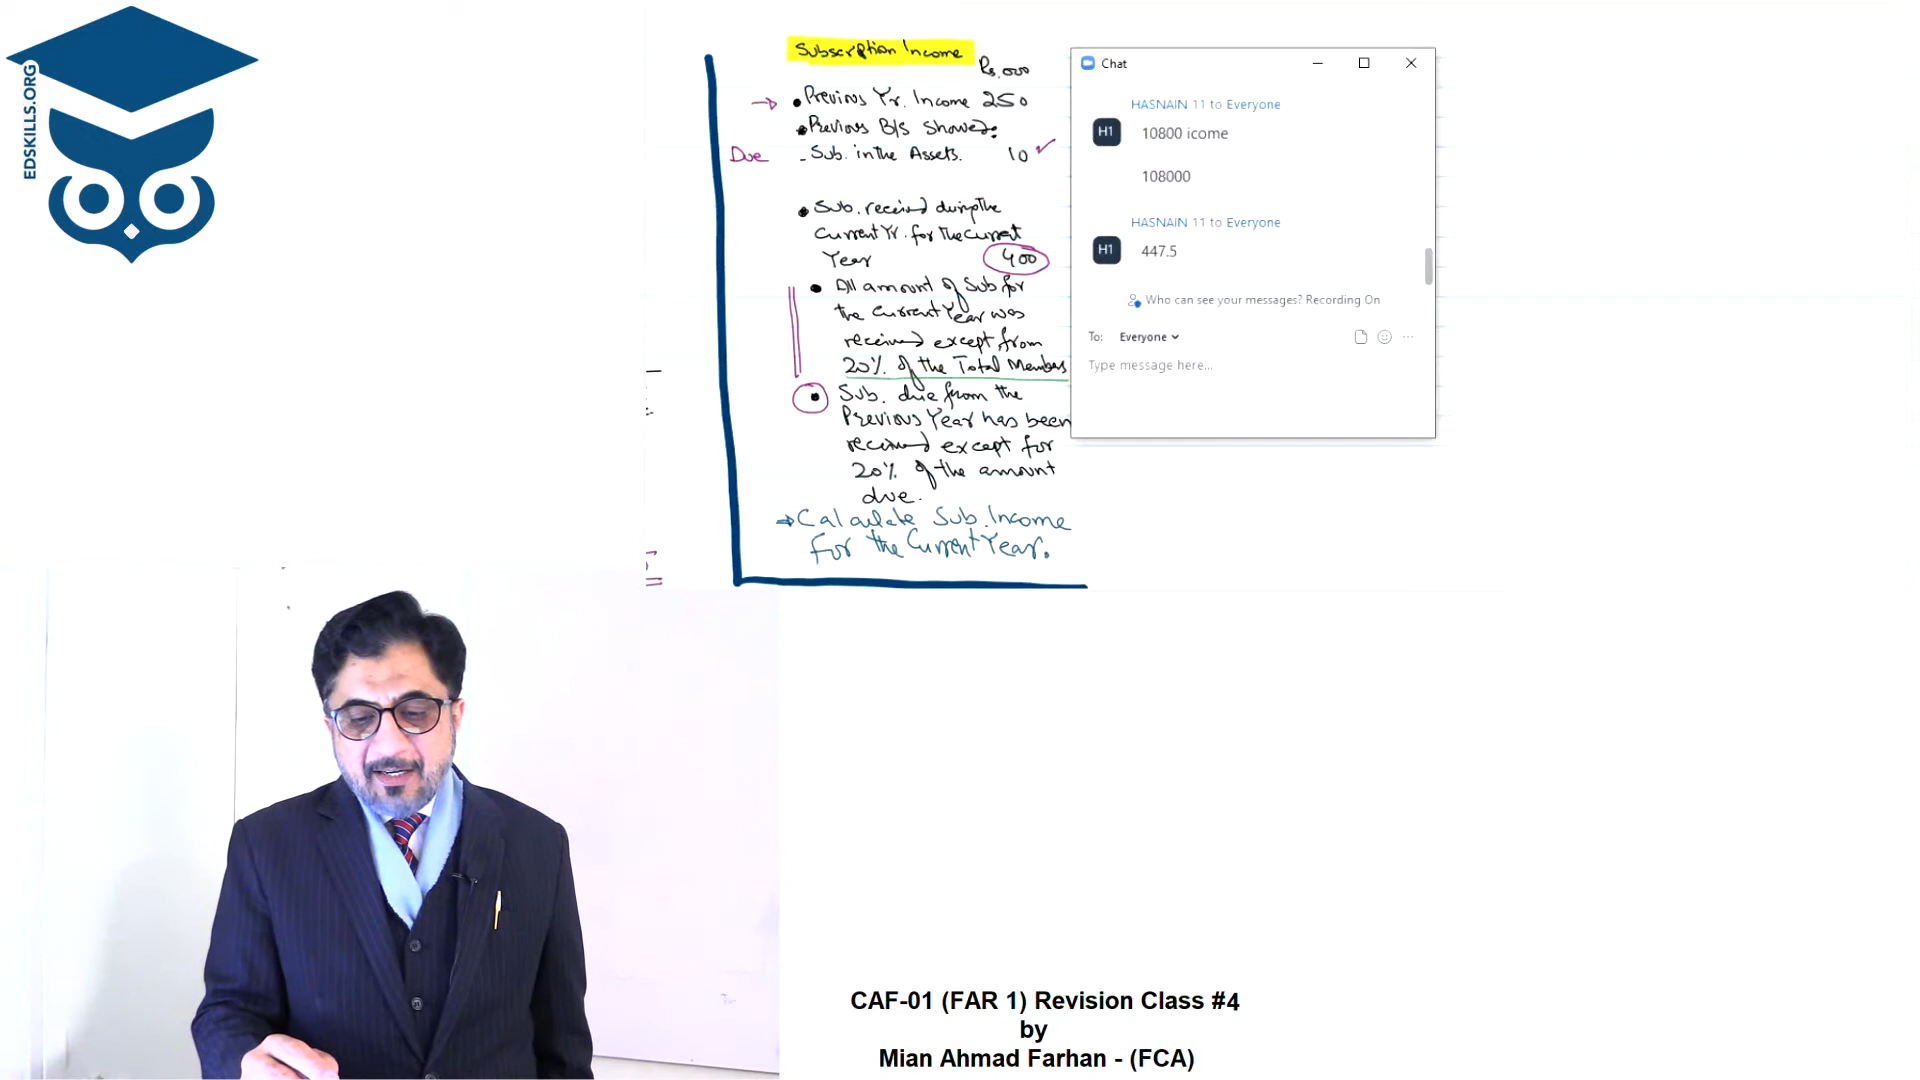 EDSKILLS.ORG
Subscription Income
Rs.000
Previous Yr. Income 250
Previous B/S Showed:
Due - Sub. in the Assets. 10
Sub. received during the
Current Yr. for the Current
Year 400
All amount of Sub for
the Current Year was
received except from
20% of the Total Members
Sub. due from the
Previous Year has been
received except for
20% of the amount
due.
Calculate Sub. Income
for the Current Year.
Chat
HASNAIN 11 to Everyone
H1
10800 icome
108000
HASNAIN 11 to Everyone
H1
447.5
Who can see your messages? Recording On
To: Everyone
Type message here...
CAF-01 (FAR 1) Revision Class #4
by
Mian Ahmad Farhan - (FCA)